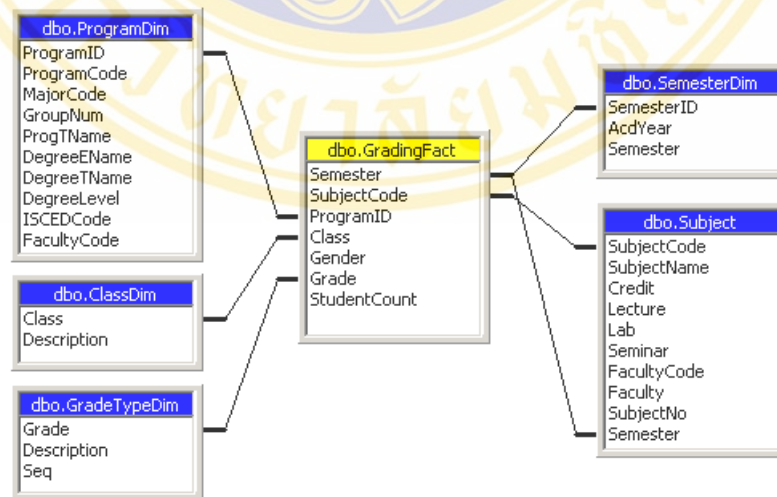 dbo.ProgramDim
ProgramID
ProgramCode
MajorCode
GroupNum
ProgTName
DegreeEName
DegreeTName
DegreeLevel
ISCEDCode
FacultyCode
dbo.ClassDim
Class
Description
dbo.GradeTypeDim
Grade
Description
Seq
dbo.GradingFact
Semester
SubjectCode
ProgramID
Class
Gender
Grade
StudentCount
dbo.SemesterDim
SemesterID
AcdYear
Semester
dbo.Subject
SubjectCode
SubjectName
Credit
Lecture
Lab
Seminar
FacultyCode
Faculty
SubjectNo
Semester